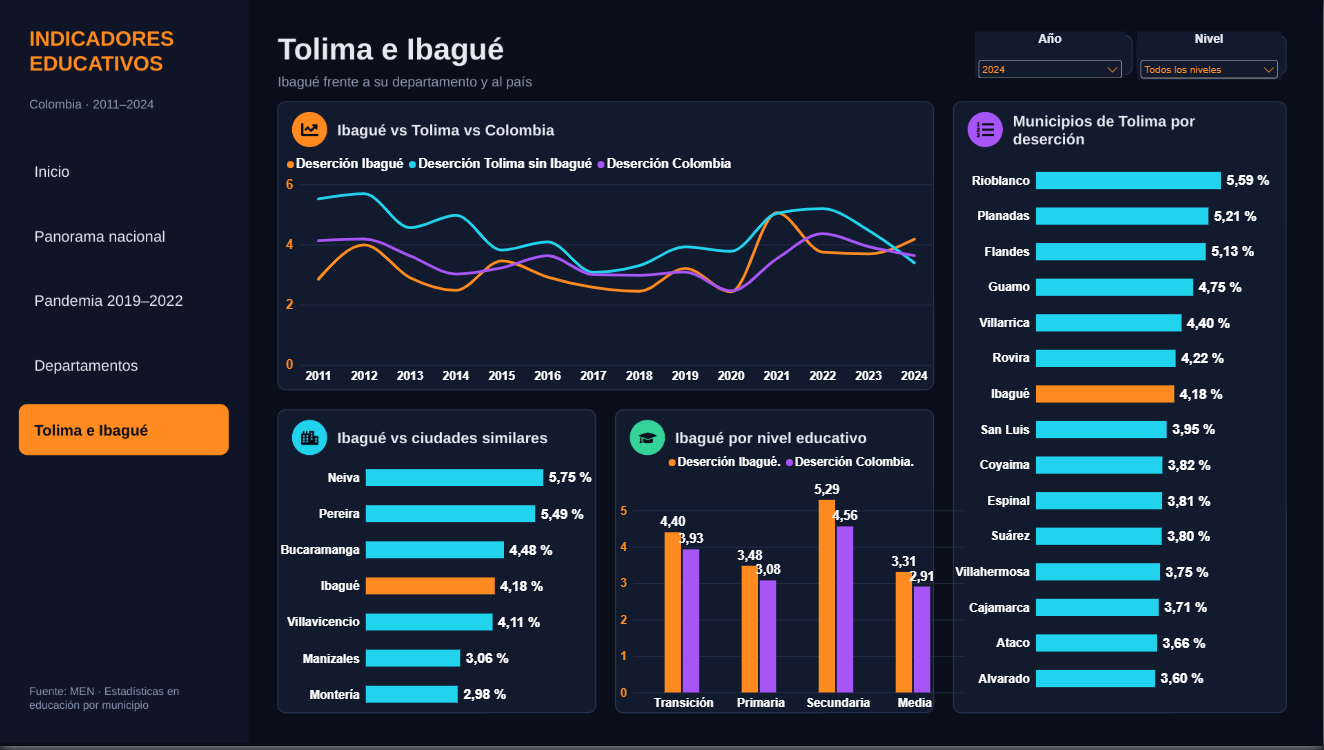 INDICADORES
EDUCATIVOS
Colombia · 2011–2024
Inicio
Panorama nacional
Pandemia 2019–2022
Departamentos
Tolima e Ibagué
Fuente: MEN · Estadísticas en
educación por municipio
Tolima e Ibagué
Ibagué frente a su departamento y al país
Año
2024
Nivel
Todos los niveles
Ibagué vs Tolima vs Colombia
Deserción Ibagué Deserción Tolima sin Ibagué Deserción Colombia
6
4
2
0
2011 2012 2013 2014 2015 2016 2017 2018 2019 2020 2021 2022 2023 2024
Ibagué vs ciudades similares
Neiva 5,75 %
Pereira 5,49 %
Bucaramanga 4,48 %
Ibagué 4,18 %
Villavicencio 4,11 %
Manizales 3,06 %
Montería 2,98 %
Ibagué por nivel educativo
Deserción Ibagué. Deserción Colombia.
5
4
3
2
1
0
4,40 3,93
3,48 3,08
5,29 4,56
3,31 2,91
Transición Primaria Secundaria Media
Municipios de Tolima por
deserción
Rioblanco 5,59 %
Planadas 5,21 %
Flandes 5,13 %
Guamo 4,75 %
Villarrica 4,40 %
Rovira 4,22 %
Ibagué 4,18 %
San Luis 3,95 %
Coyaima 3,82 %
Espinal 3,81 %
Suárez 3,80 %
Villahermosa 3,75 %
Cajamarca 3,71 %
Ataco 3,66 %
Alvarado 3,60 %